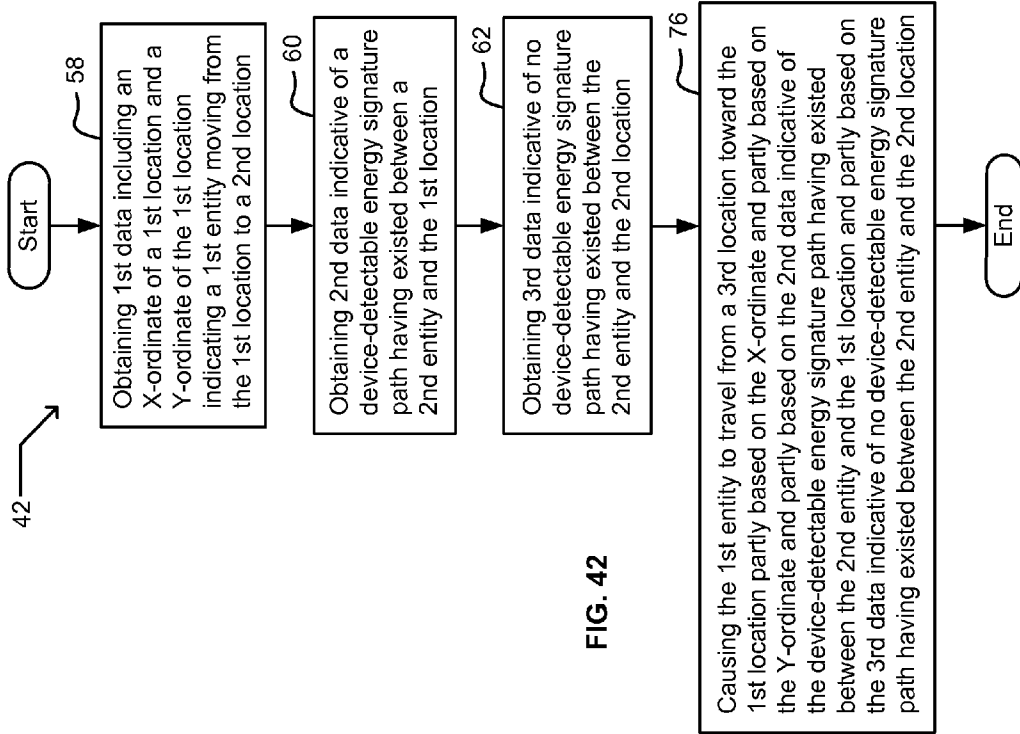 42
Start
58
Obtaining 1st data including an
X-ordinate of a 1st location and a
Y-ordinate of the 1st location
indicating a 1st entity moving from
the 1st location to a 2nd location
60
Obtaining 2nd data indicative of a
device-detectable energy signature
path having existed between a
2nd entity and the 1st location
62
Obtaining 3rd data indicative of no
device-detectable energy signature
path having existed between the
2nd entity and the 2nd location
76
Causing the 1st entity to travel from a 3rd location toward the
1st location partly based on the X-ordinate and partly based on
the Y-ordinate and partly based on the 2nd data indicative of
the device-detectable energy signature path having existed
between the 2nd entity and the 1st location and partly based on
the 3rd data indicative of no device-detectable energy signature
path having existed between the 2nd entity and the 2nd location
End
FIG. 42